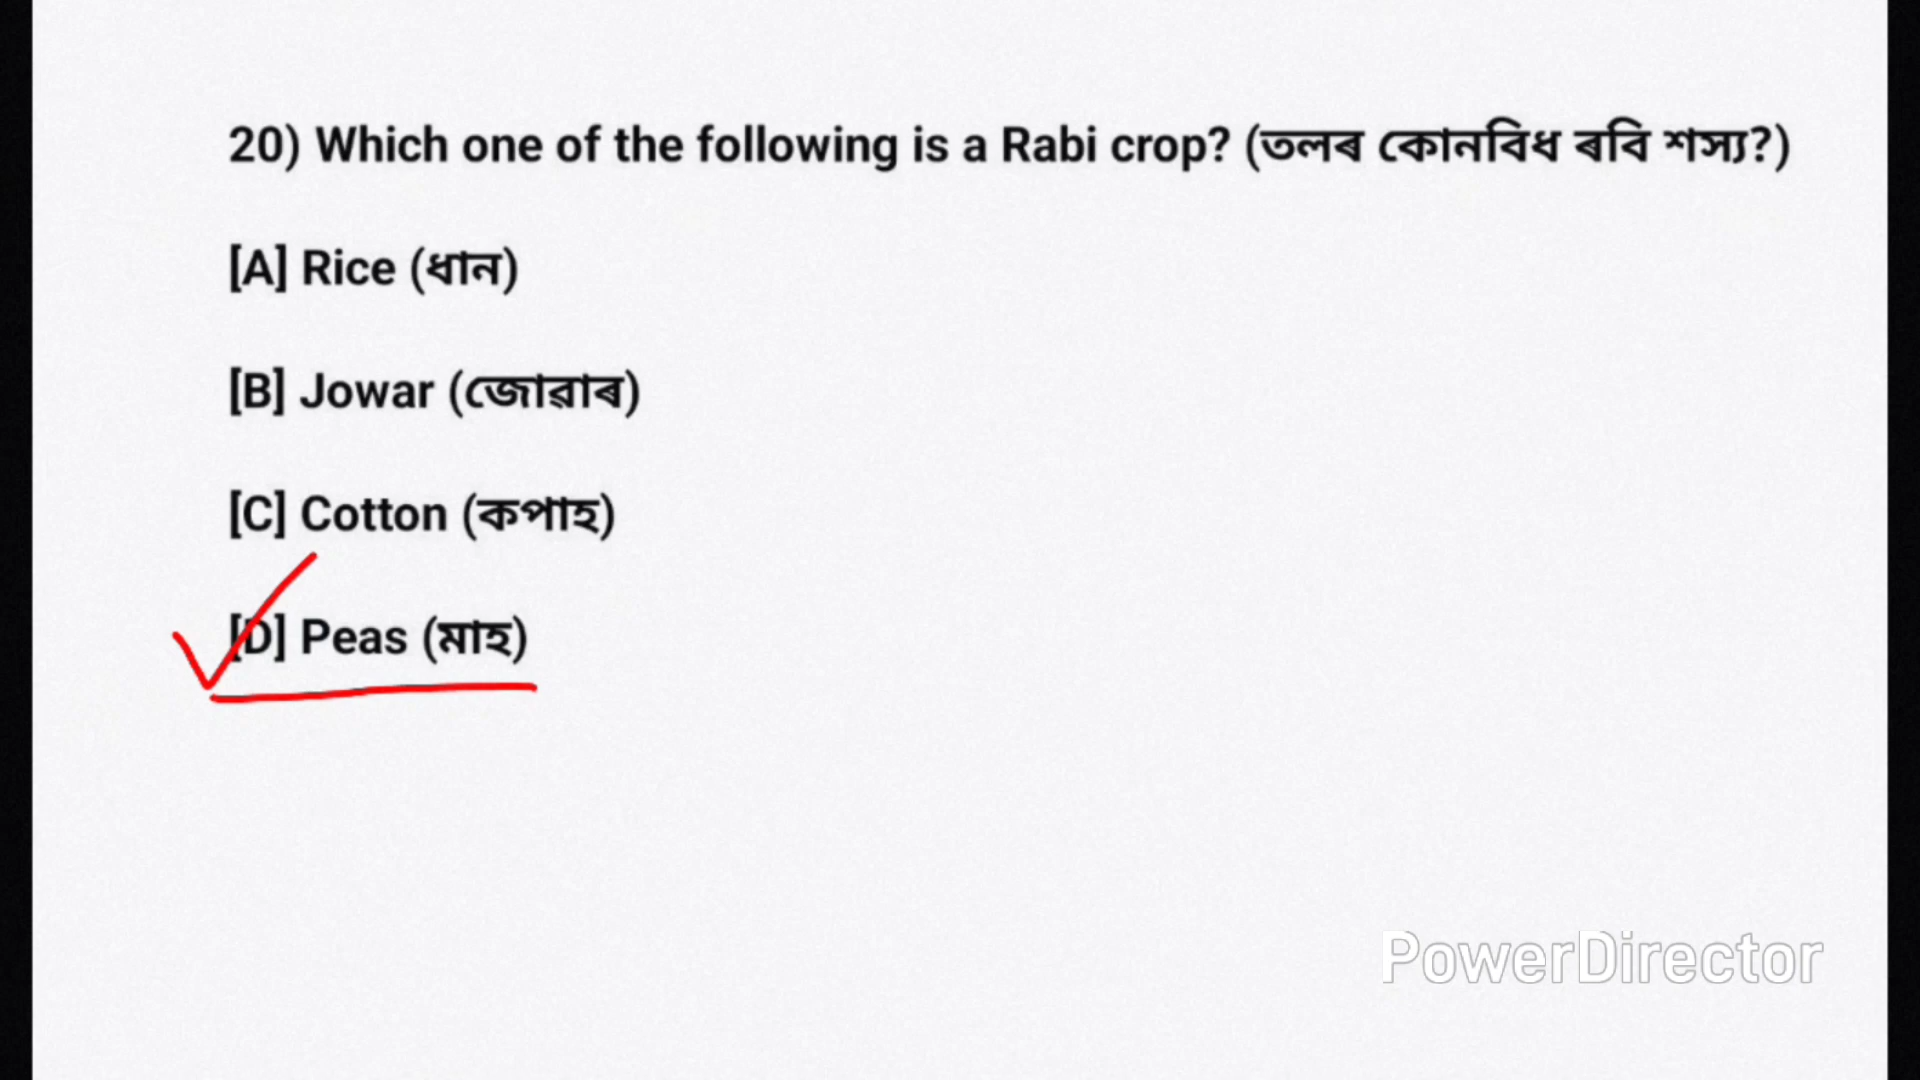 20) Which one of the following is a Rabi crop? (তলৰ কোনবিধ ৰবি শস্য?)
[A] Rice (ধান)
[B] Jowar (জোৱাৰ)
[C] Cotton (কপাহ)
[D] Peas (মাহ)
PowerDirector